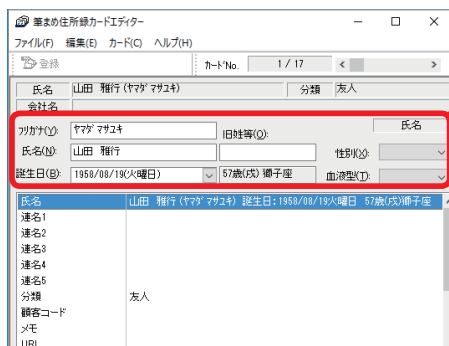 筆まめ住所録カードエディター
ファイル(F) 編集(E) カード(C) ヘルプ(H)
登録 ｶｰﾄﾞNo. 1 / 17
氏名 山田 雅行 (ﾔﾏﾀﾞ ﾏｻﾕｷ) 分類 友人
会社名
氏名
ﾌﾘｶﾞﾅ(Y): ﾔﾏﾀﾞ ﾏｻﾕｷ 旧姓等(O):
氏名(N): 山田 雅行 性別(X):
誕生日(B): 1958/08/19(火曜日) 57歳(戌) 獅子座 血液型(T):
氏名 山田 雅行 (ﾔﾏﾀﾞ ﾏｻﾕｷ) 誕生日:1958/08/19火曜日 57歳(戌)獅子座
連名1
連名2
連名3
連名4
連名5
分類 友人
顧客コード
メモ
URL